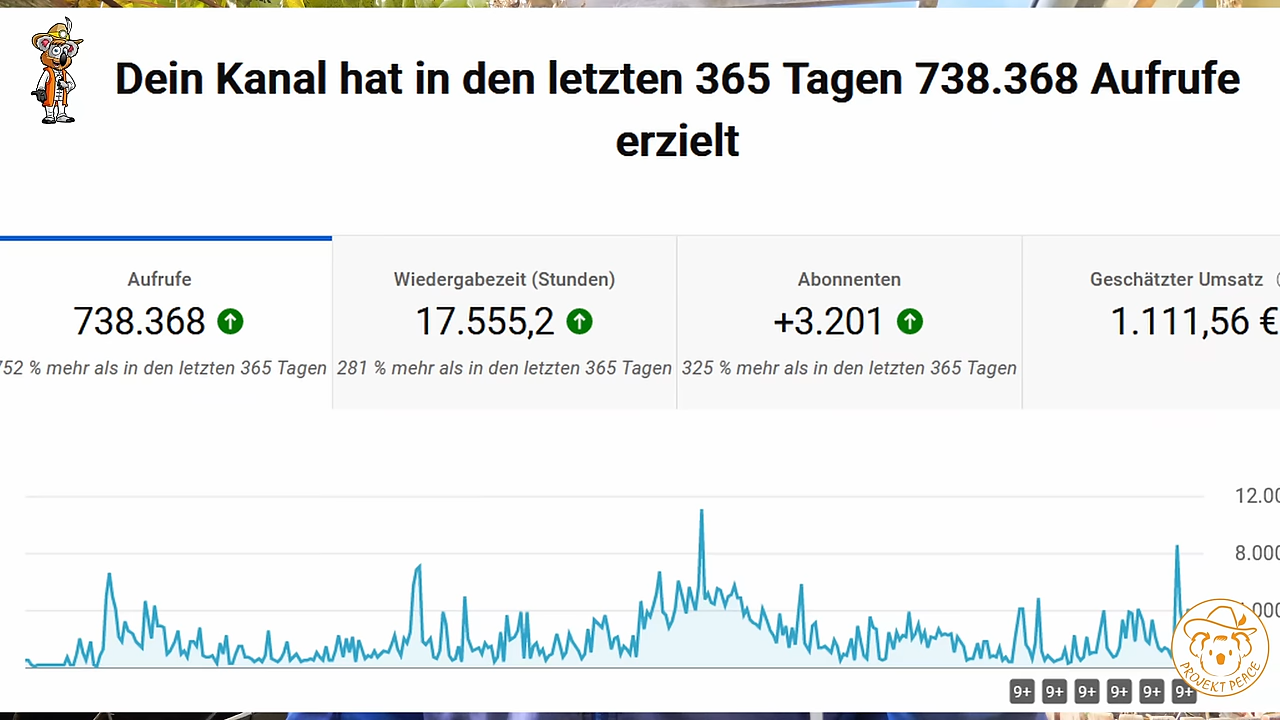 Dein Kanal hat in den letzten 365 Tagen 738.368 Aufrufe
erzielt
Aufrufe
738.368
752 % mehr als in den letzten 365 Tagen
Wiedergabezeit (Stunden)
17.555,2
281 % mehr als in den letzten 365 Tagen
Abonnenten
+3.201
325 % mehr als in den letzten 365 Tagen
Geschätzter Umsatz
1.111,56 €
12.00
8.000
000
9+ 9+ 9+ 9+ 9+ 9+
PROJEKT PEACE